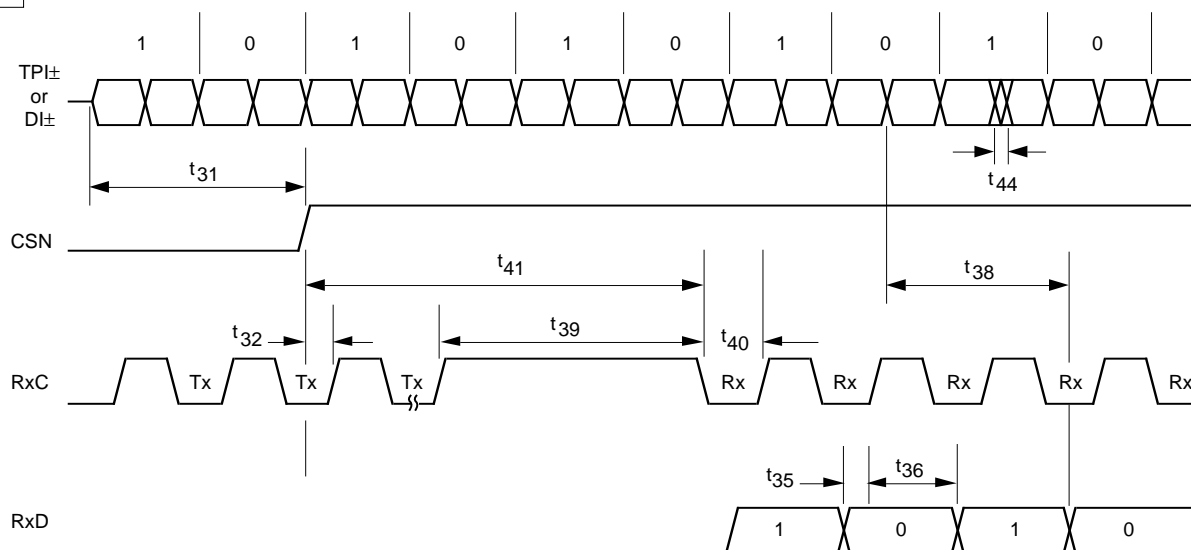 1 0 1 0 1 0 1 0 1 0
TPI±
or
DI±
t31
t44
CSN
t41
t38
t32
t39
t40
RxC
Tx Tx Tx Rx Rx Rx Rx Rx
t35
t36
RxD
1 0 1 0